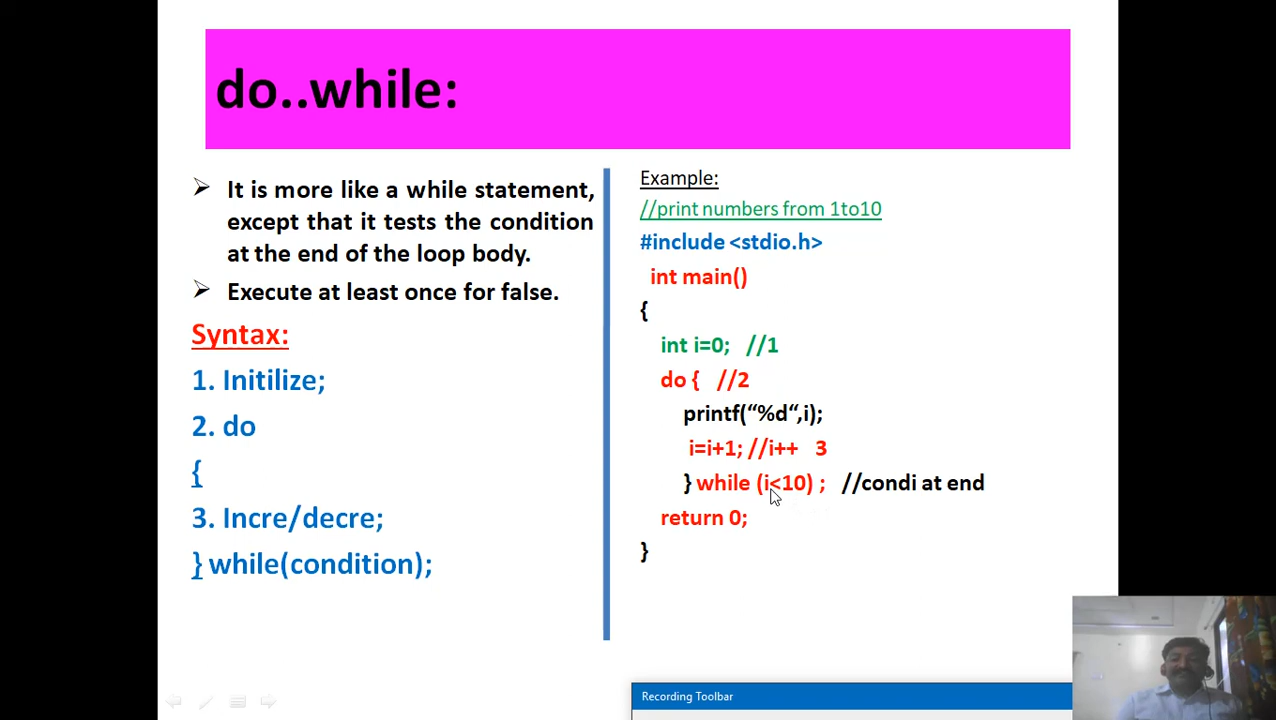 do..while:
It is more like a while statement,
except that it tests the condition
at the end of the loop body.
Execute at least once for false.
Syntax:
1. Initilize;
2. do
{
3. Incre/decre;
} while(condition);
Example:
//print numbers from 1to10
#include <stdio.h>
int main()
{
int i=0; //1
do { //2
printf(“%d“,i);
i=i+1; //i++ 3
} while (i<10) ; //condi at end
return 0;
}
Recording Toolbar